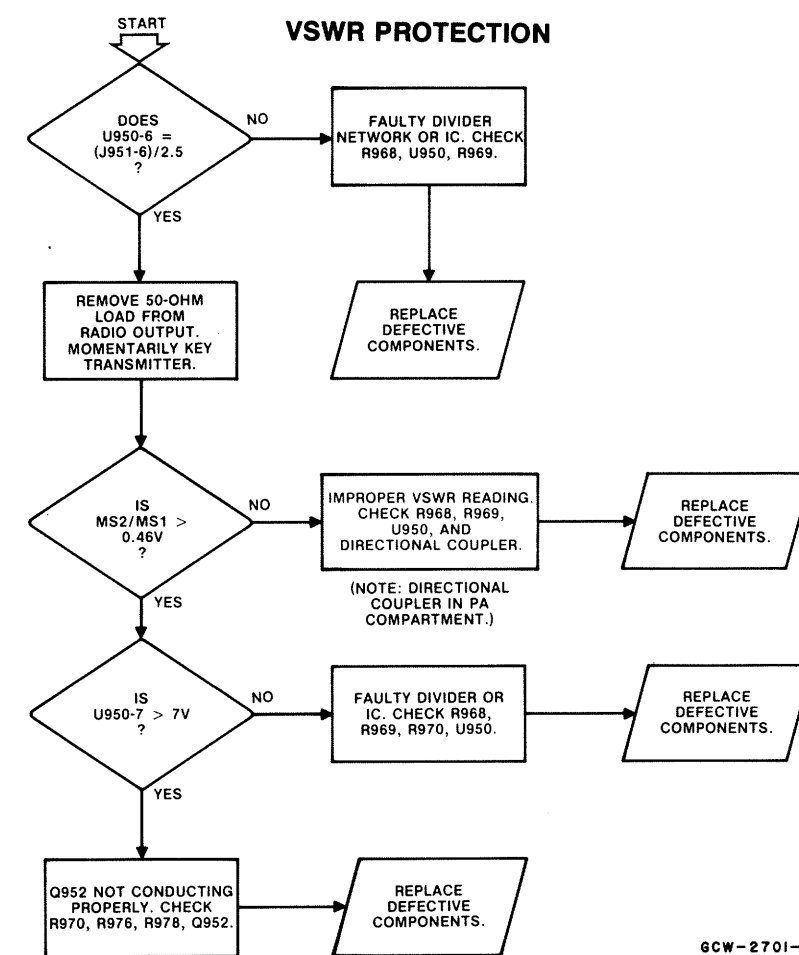 START
VSWR PROTECTION
DOES
U950-6 =
(J951-6)/2.5
?
NO
FAULTY DIVIDER
NETWORK OR IC. CHECK
R968, U950, R969.
YES
REMOVE 50-OHM
LOAD FROM
RADIO OUTPUT.
MOMENTARILY KEY
TRANSMITTER.
REPLACE
DEFECTIVE
COMPONENTS.
IS
MS2/MS1 >
0.46V
?
NO
IMPROPER VSWR READING.
CHECK R968, R969,
U950, AND
DIRECTIONAL COUPLER.
REPLACE
DEFECTIVE
COMPONENTS.
(NOTE: DIRECTIONAL
COUPLER IN PA
COMPARTMENT.)
YES
IS
U950-7 > 7V
?
NO
FAULTY DIVIDER OR
IC. CHECK R968,
R969, R970, U950.
REPLACE
DEFECTIVE
COMPONENTS.
YES
Q952 NOT CONDUCTING
PROPERLY. CHECK
R970, R976, R978, Q952.
REPLACE
DEFECTIVE
COMPONENTS.
GCW-2701-